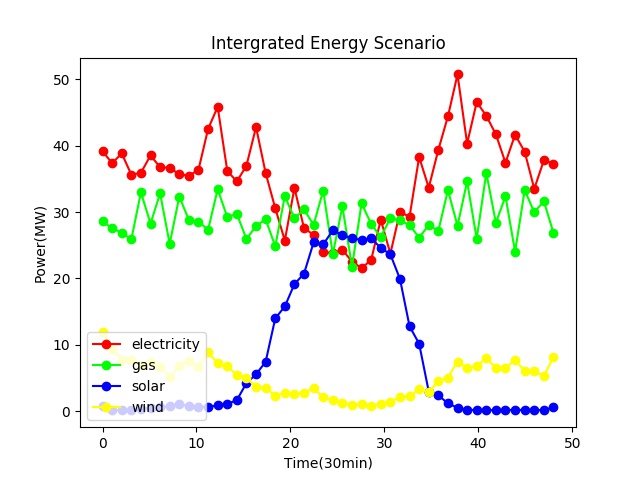 Intergrated Energy Scenario
Power(MW)
50
40
30
20
10
0
electricity
gas
solar
wind
0 10 20 30 40 50
Time(30min)